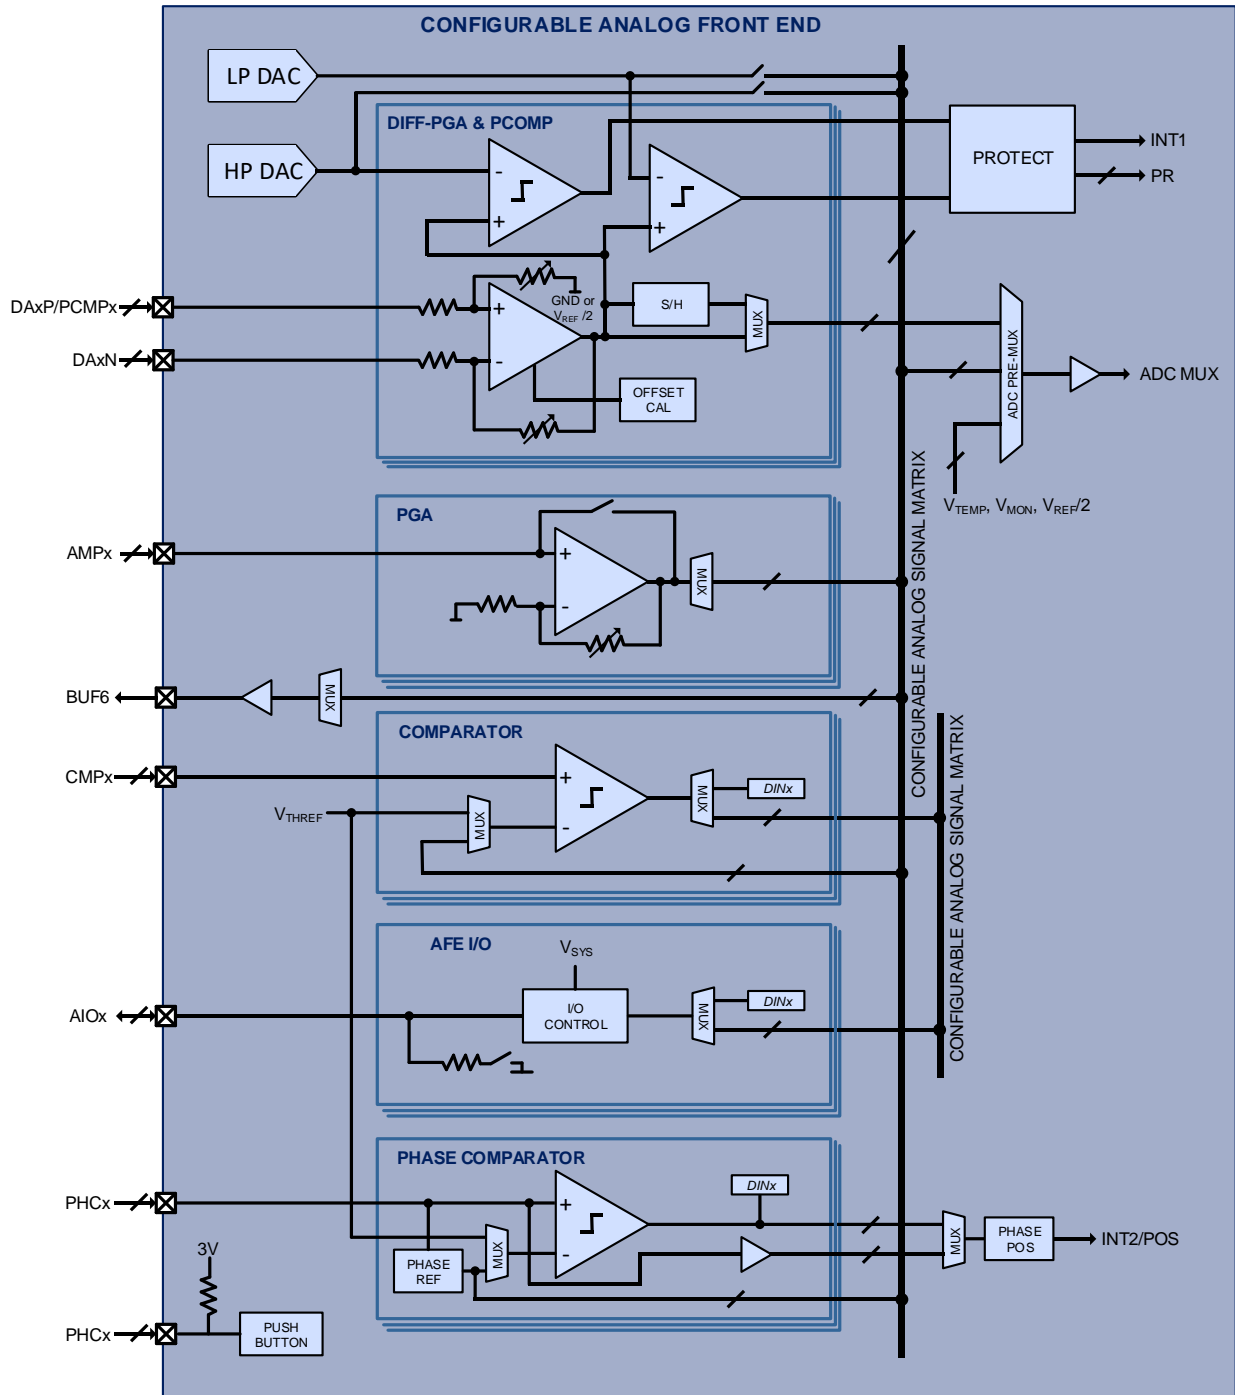 CONFIGURABLE ANALOG FRONT END
LP DAC
HP DAC
DIFF-PGA & PCOMP
-
+
-
+
PROTECT
INT1
PR
DAxP/PCMPx
DAxN
+
-
GND or
VREF /2
S/H
MUX
OFFSET
CAL
ADC PRE-MUX
ADC MUX
VTEMP, VMON, VREF/2
CONFIGURABLE ANALOG SIGNAL MATRIX
PGA
AMPx
+
-
MUX
BUF6
MUX
COMPARATOR
CMPx
VTHREF
MUX
+
-
MUX
DINx
CONFIGURABLE ANALOG SIGNAL MATRIX
AFE I/O
VSYS
AIOx
I/O
CONTROL
MUX
DINx
PHASE COMPARATOR
PHCx
PHASE
REF
MUX
+
-
DINx
MUX
PHASE
POS
INT2/POS
3V
PHCx
PUSH
BUTTON